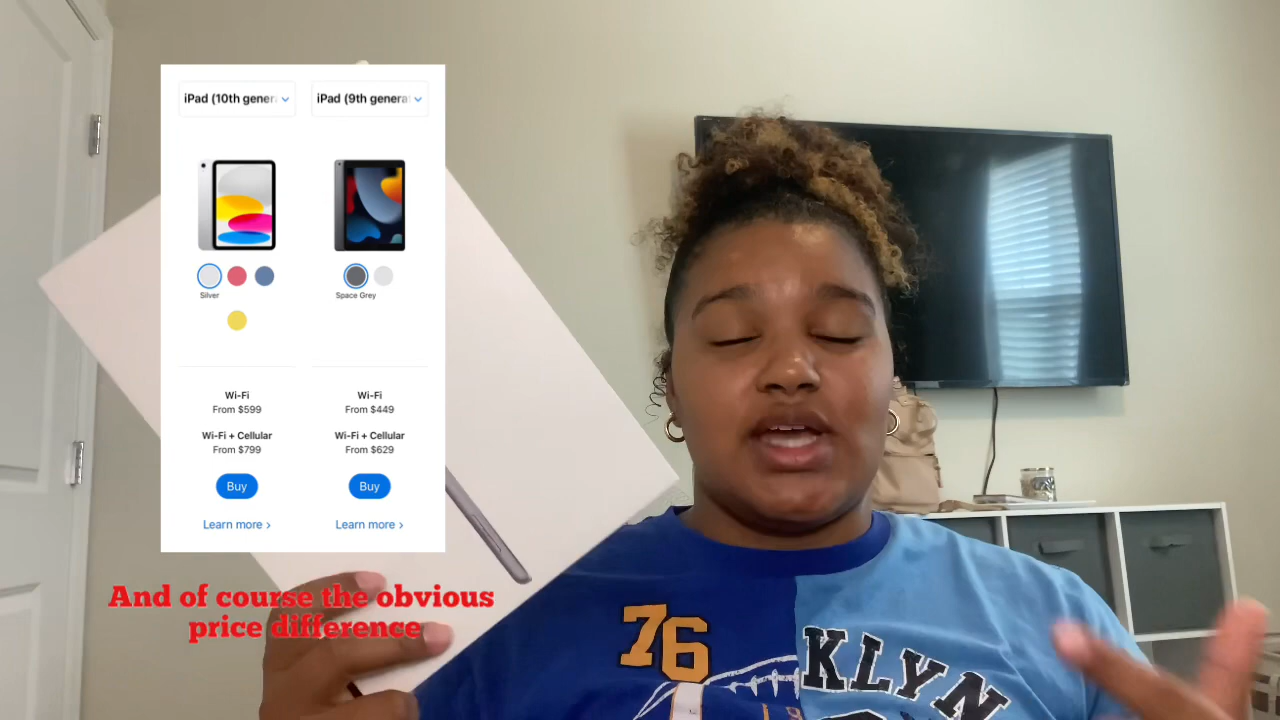 iPad (10th gener
iPad (9th genera
Silver
Space Grey
Wi-Fi
From $599
Wi-Fi + Cellular
From $799
Buy
Learn more >
Wi-Fi
From $449
Wi-Fi + Cellular
From $629
Buy
Learn more >
And of course the obvious
price difference
76
KLYN